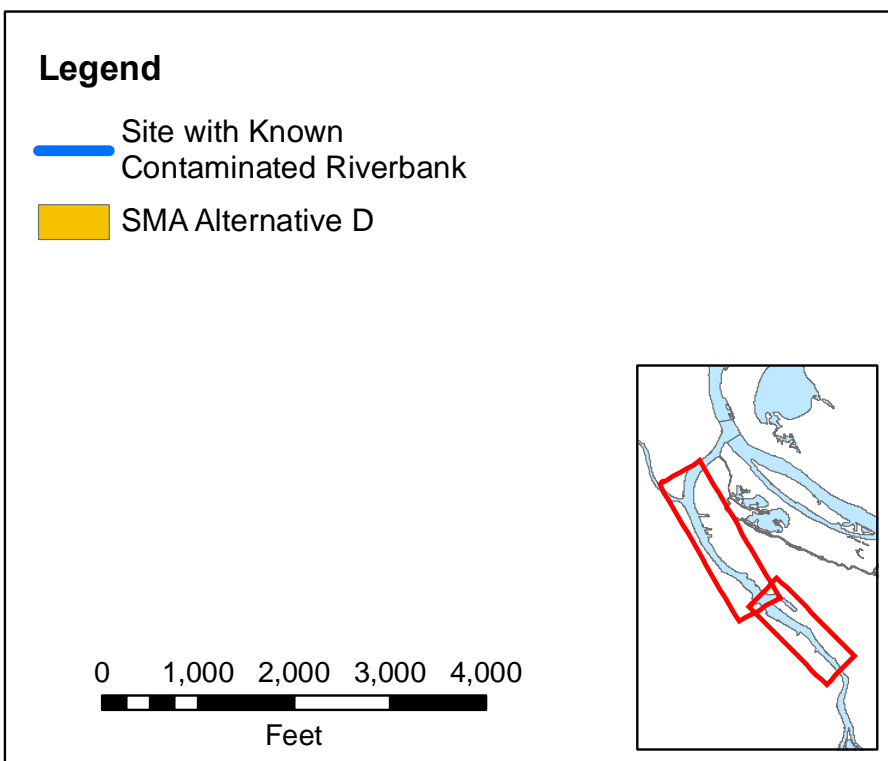 Legend
Site with Known
Contaminated Riverbank
SMA Alternative D
0 1,000 2,000 3,000 4,000
Feet